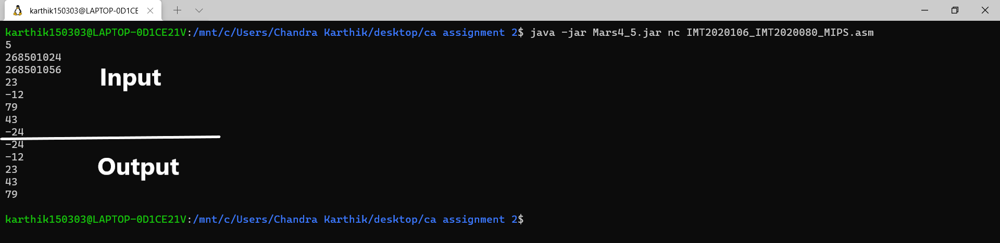 karthik150303@LAPTOP-0D1CE
karthik150303@LAPTOP-0D1CE21V:/mnt/c/Users/Chandra Karthik/desktop/ca assignment 2$ java -jar Mars4_5.jar nc IMT2020106_IMT2020080_MIPS.asm
5
268501024
268501056
Input
23
-12
79
43
-24
-24
-12
Output
23
43
79
karthik150303@LAPTOP-0D1CE21V:/mnt/c/Users/Chandra Karthik/desktop/ca assignment 2$